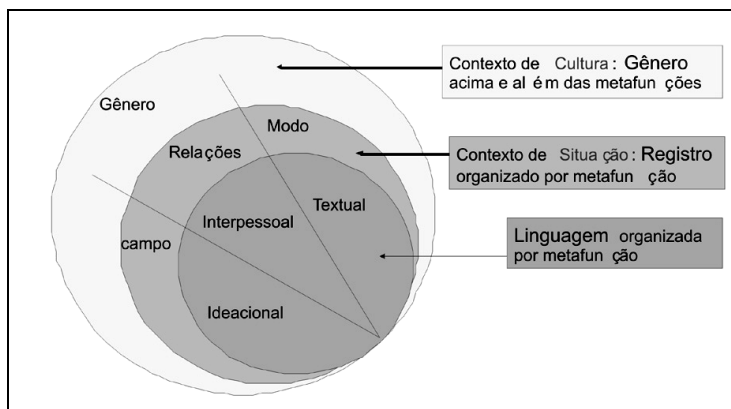 Contexto de Cultura: Gênero
acima e al ém das metafun ções
Gênero
Modo
Relações
Contexto de Situa ção: Registro
organizado por metafun ção
Textual
Interpessoal
campo
Linguagem organizada
por metafun ção
Ideacional